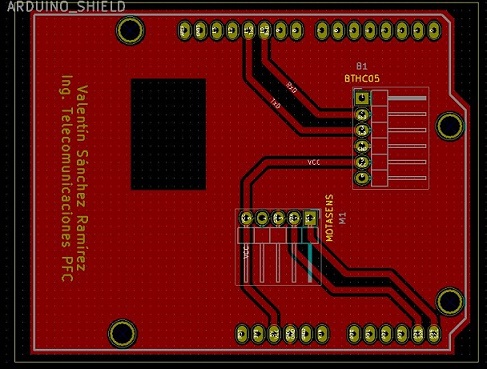 ARDUINO_SHIELD
B1
BTHC05
RxD
TxD
VCC
Valentín Sánchez Ramírez
Ing. Telecomunicaciones PFC
MOTASENS
M1
VCC